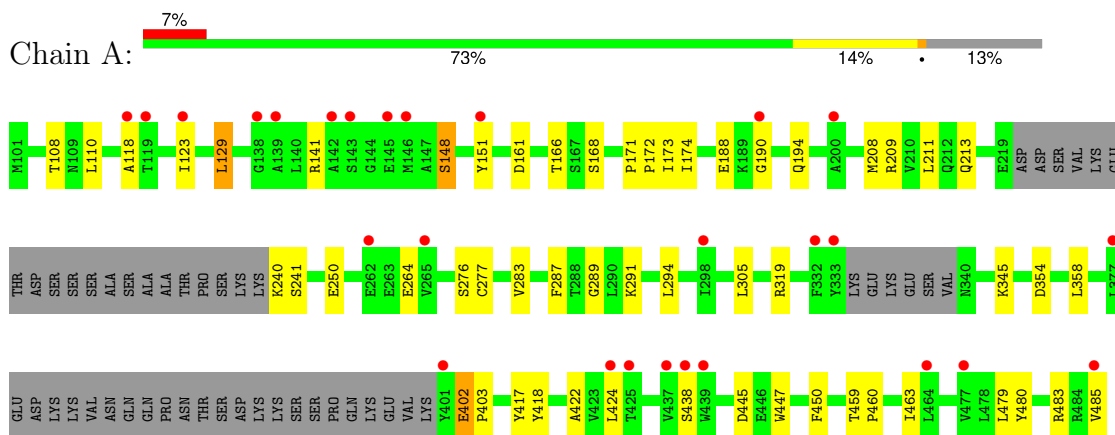 7%
Chain A:
73% 14% • 13%
M101 T108 N109 L110 A118 T119 I123 L129 G138 A139 L140 R141 A142 S143 G144 E145 M146 A147 S148 Y151 D161 T166 S167 S168 P171 P172 I173 I174 E188 K189 G190 Q194 A200 M208 R209 V210 L211 Q212 Q213 E219 ASP ASP SER VAL LYS GLU
THR ASP SER SER SER ALA SER ALA ALA THR PRO SER LYS LYS K240 S241 E250 E262 E263 E264 V265 S276 C277 V283 F287 T288 G289 L290 K291 L294 I298 L305 R319 F332 Y333 LYS GLU LYS GLU SER VAL N340 K345 D354 L358 L377
GLU ASP LYS LYS VAL ASN GLN GLN PRO ASN THR SER ASP LYS LYS SER SER PRO GLN LYS GLU VAL LYS Y401 E402 P403 Y417 Y418 A422 V423 L424 T425 V437 S438 W439 D445 E446 W447 F450 T459 P460 I463 L464 V477 L478 L479 Y480 R483 R484 V485